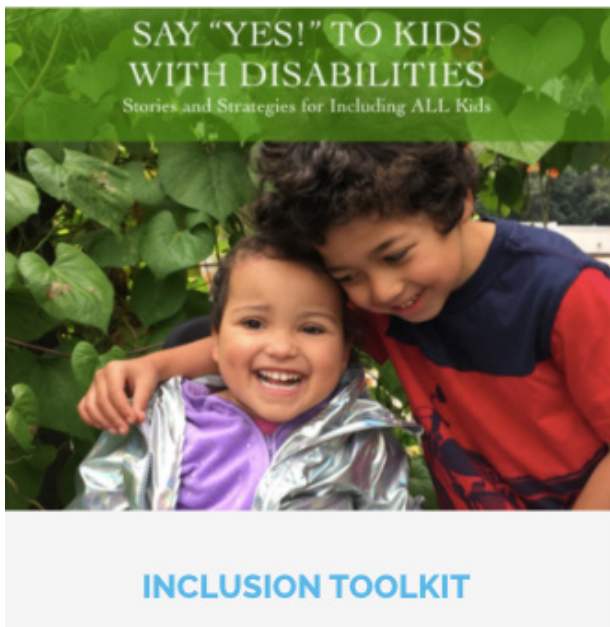 SAY “YES!” TO KIDS
WITH DISABILITIES
Stories and Strategies for Including ALL Kids
INCLUSION TOOLKIT